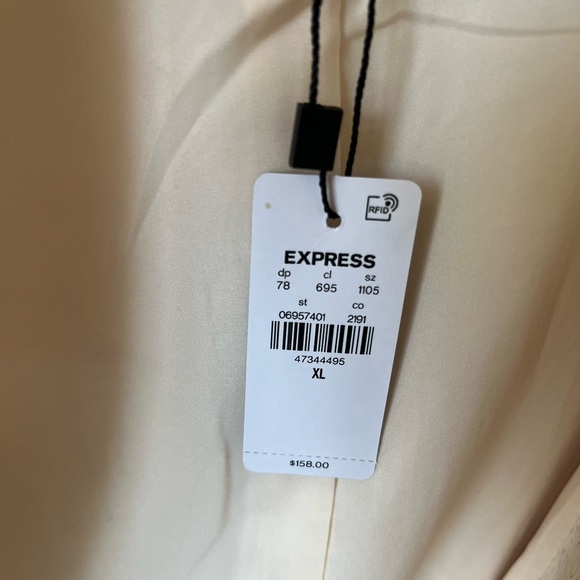 RFID
EXPRESS
dp cl sz
78 695 1105
st co
06957401 2191
47344495
XL
$158.00